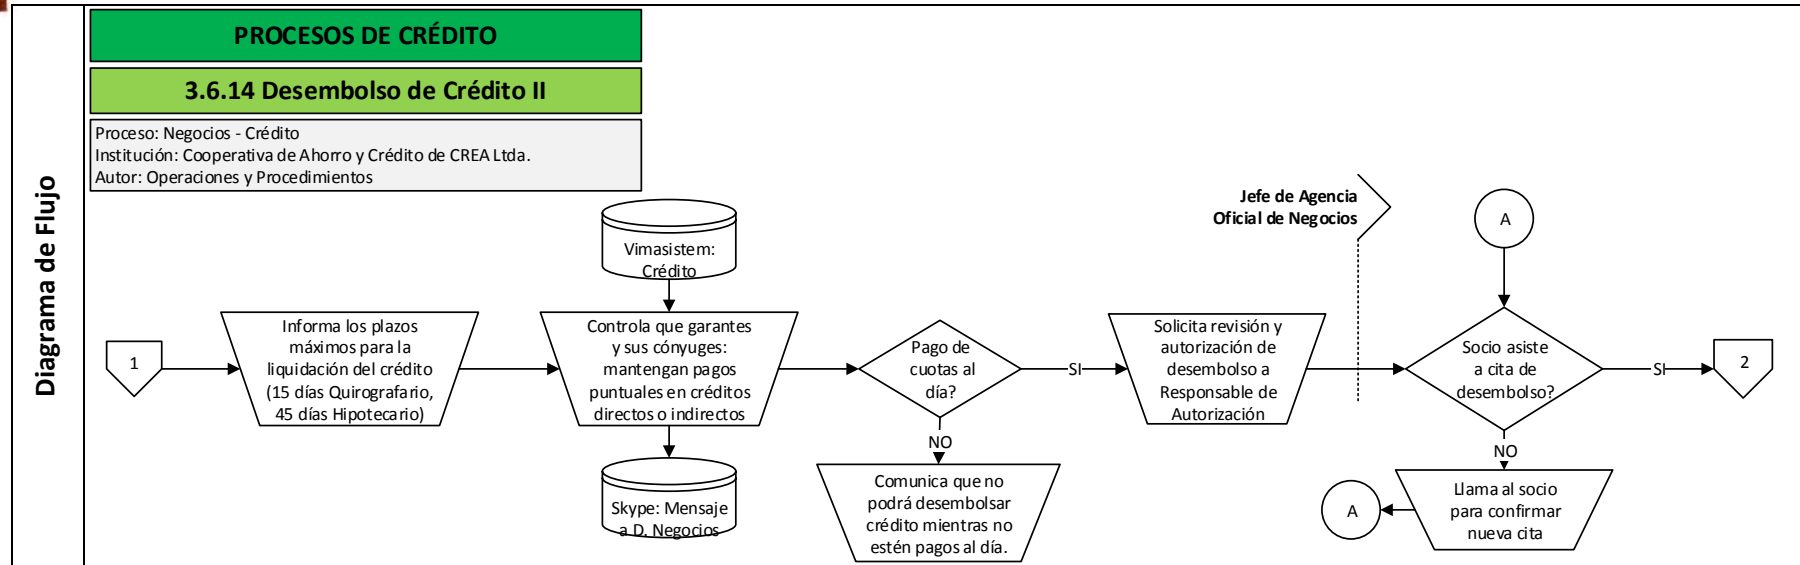 Diagrama de Flujo
PROCESOS DE CRÉDITO
3.6.14 Desembolso de Crédito II
Proceso: Negocios - Crédito
Institución: Cooperativa de Ahorro y Crédito de CREA Ltda.
Autor: Operaciones y Procedimientos
1
Informa los plazos
máximos para la
liquidación del crédito
(15 días Quirografario,
45 días Hipotecario)
Vimasistem:
Crédito
Controla que garantes
y sus cónyuges:
mantengan pagos
puntuales en créditos
directos o indirectos
Skype: Mensaje
a D. Negocios
Pago de
cuotas al
día?
SI
NO
Comunica que no
podrá desembolsar
crédito mientras no
estén pagos al día.
Solicita revisión y
autorización de
desembolso a
Responsable de
Autorización
Jefe de Agencia
Oficial de Negocios
A
Socio asiste
a cita de
desembolso?
SI
2
NO
Llama al socio
para confirmar
nueva cita
A